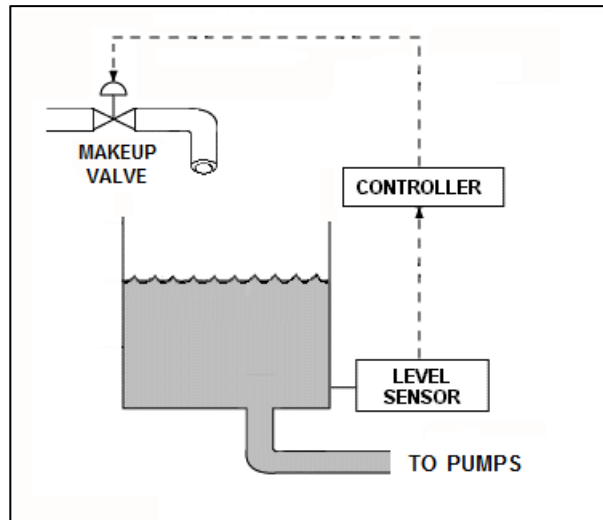 MAKEUP
VALVE
CONTROLLER
LEVEL
SENSOR
TO PUMPS